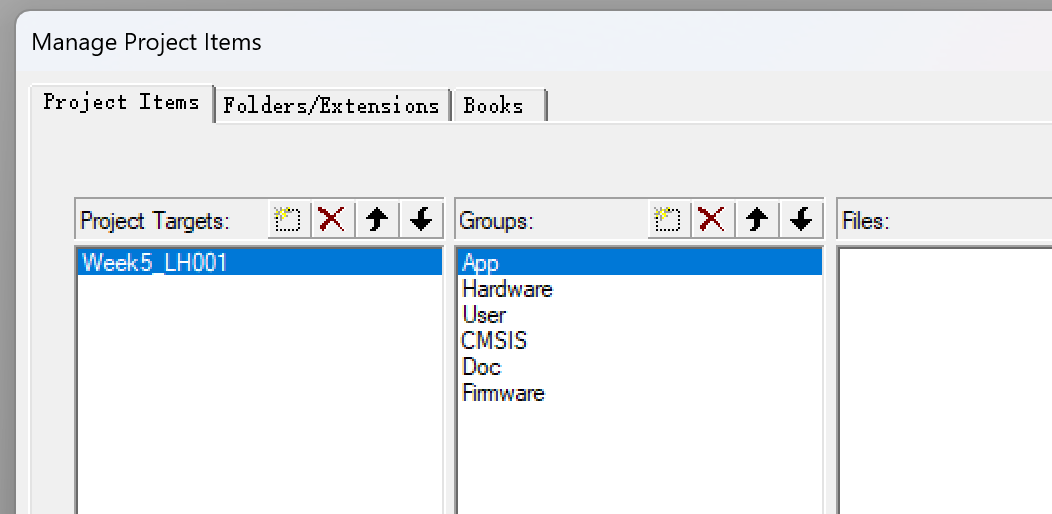 Manage Project Items
Project Items Folders/Extensions Books
Project Targets: Groups: Files:
Week5_LH001 App
Hardware
User
CMSIS
Doc
Firmware